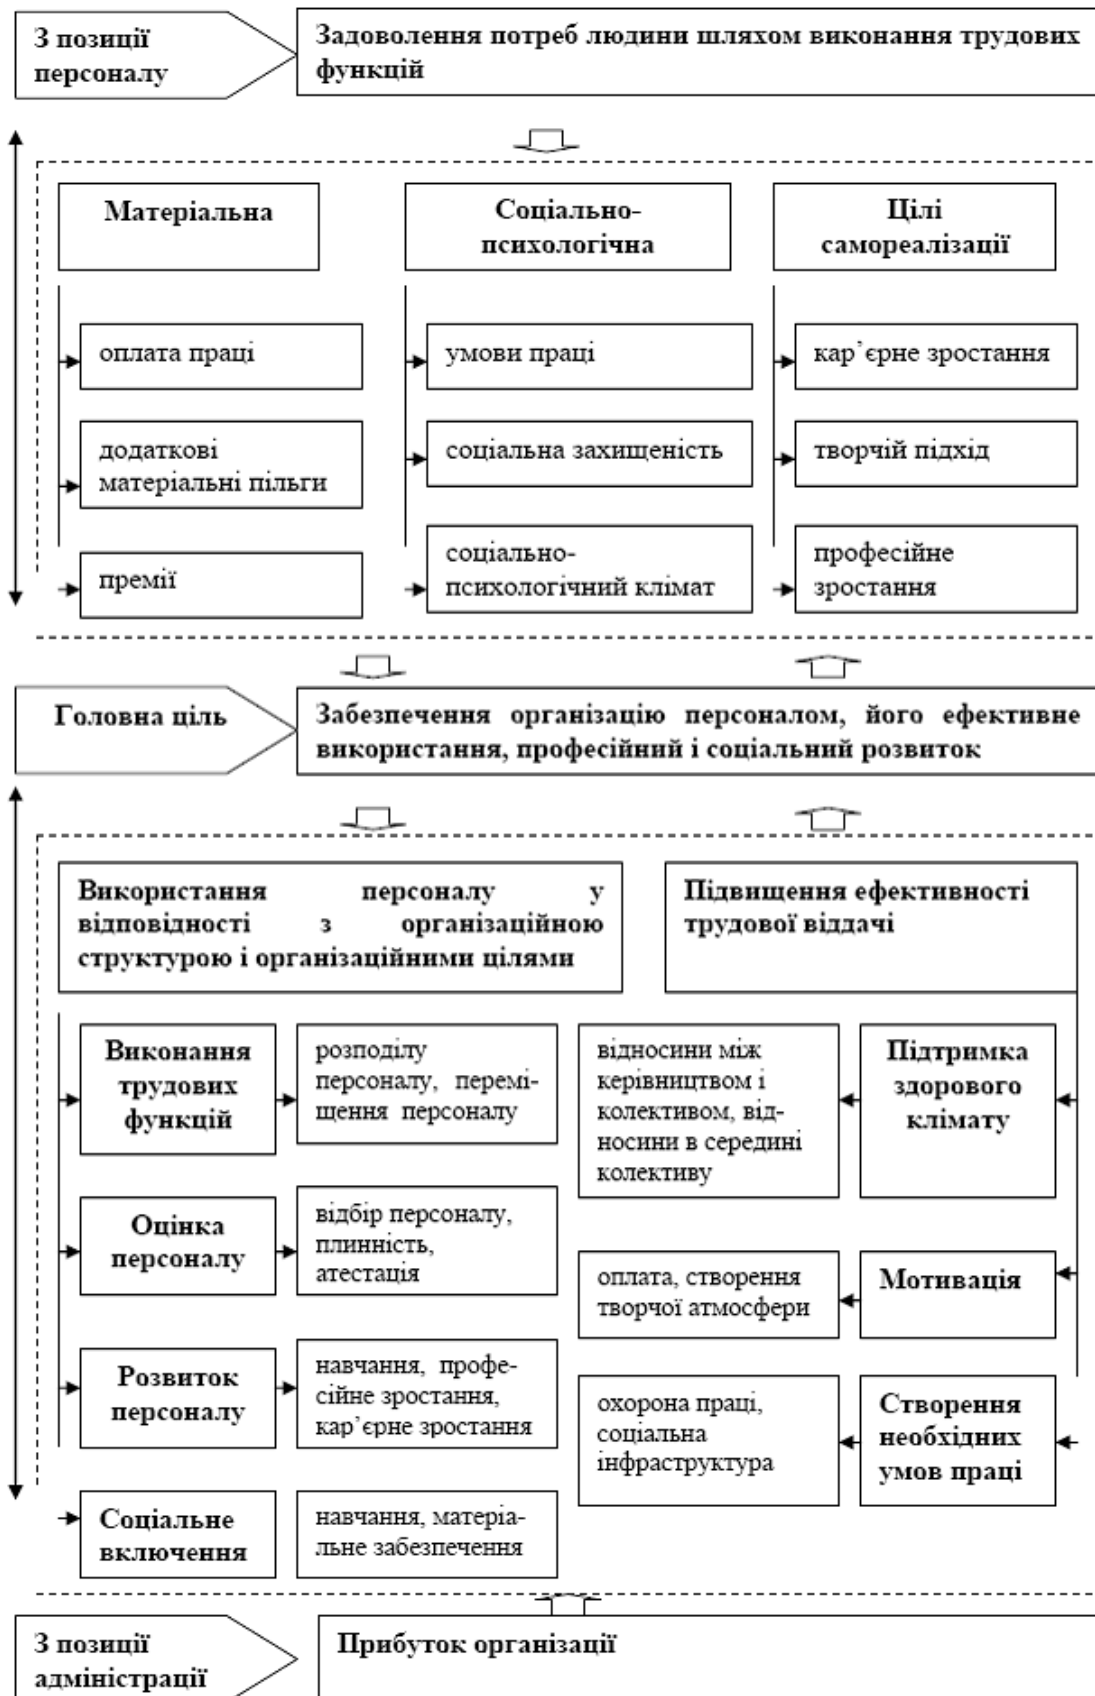 З позиції
персоналу
Задоволення потреб людини шляхом виконання трудових
функцій
Матеріальна
Соціально-
психологічна
Цілі
самореалізації
оплата праці
умови праці
кар’єрне зростання
додаткові
матеріальні пільги
соціальна захищеність
творчій підхід
премії
соціально-
психологічний клімат
професійне
зростання
Головна ціль
Забезпечення організацію персоналом, його ефективне
використання, професійний і соціальний розвиток
Використання персоналу у
відповідності з організаційною
структурою і організаційними цілями
Підвищення ефективності
трудової віддачі
Виконання
трудових
функцій
розподілу
персоналу, перемі-
щення персоналу
відносини між
керівництвом і
колективом, від-
носини в середині
колективу
Підтримка
здорового
клімату
Оцінка
персоналу
відбір персоналу,
плинність,
атестація
оплата, створення
творчої атмосфери
Мотивація
Розвиток
персоналу
навчання, профе-
сійне зростання,
кар’єрне зростання
охорона праці,
соціальна
інфраструктура
Створення
необхідних
умов праці
Соціальне
включення
навчання, матеріа-
льне забезпечення
З позиції
адміністрації
Прибуток організації